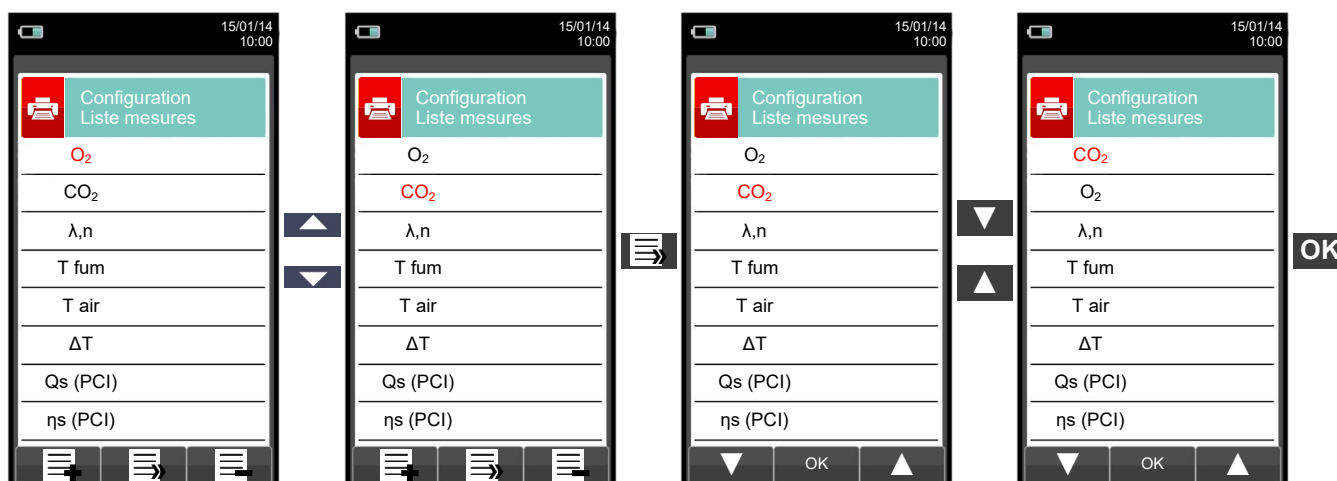 15/01/14
10:00
Configuration
Liste mesures
O₂
CO₂
λ,n
T fum
T air
ΔT
Qs (PCI)
ηs (PCI)
15/01/14
10:00
Configuration
Liste mesures
O₂
CO₂
λ,n
T fum
T air
ΔT
Qs (PCI)
ηs (PCI)
15/01/14
10:00
Configuration
Liste mesures
O₂
CO₂
λ,n
T fum
T air
ΔT
Qs (PCI)
ηs (PCI)
OK
15/01/14
10:00
Configuration
Liste mesures
CO₂
O₂
λ,n
T fum
T air
ΔT
Qs (PCI)
ηs (PCI)
OK
OK